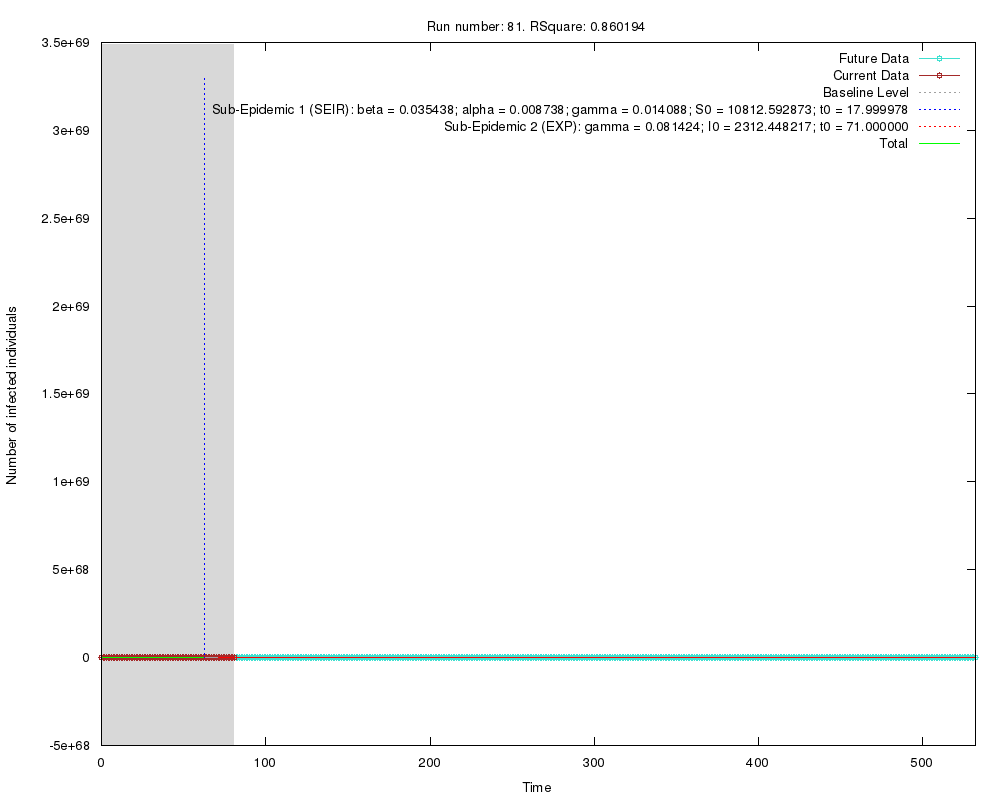 Run number: 81. RSquare: 0.860194
3.5e+69
3e+69
2.5e+69
2e+69
1.5e+69
1e+69
5e+68
0
-5e+68
Number of infected individuals
Future Data
Current Data
Baseline Level
Sub-Epidemic 1 (SEIR): beta = 0.035438; alpha = 0.008738; gamma = 0.014088; S0 = 10812.592873; t0 = 17.999978
Sub-Epidemic 2 (EXP): gamma = 0.081424; I0 = 2312.448217; t0 = 71.000000
Total
0 100 200 300 400 500
Time